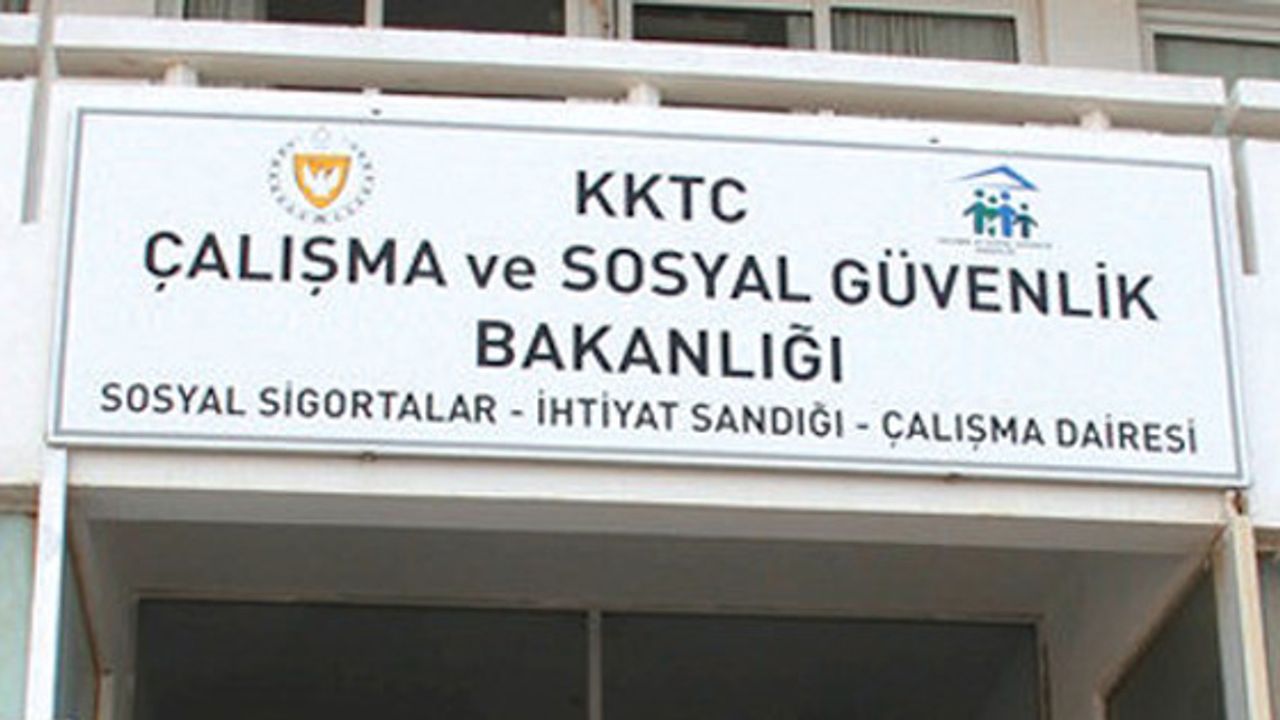 KKTC
ÇALIŞMA ve SOSYAL GÜVENLİK
BAKANLIĞI
SOSYAL SİGORTALAR - İHTİYAT SANDIĞI - ÇALIŞMA DAİRESİ